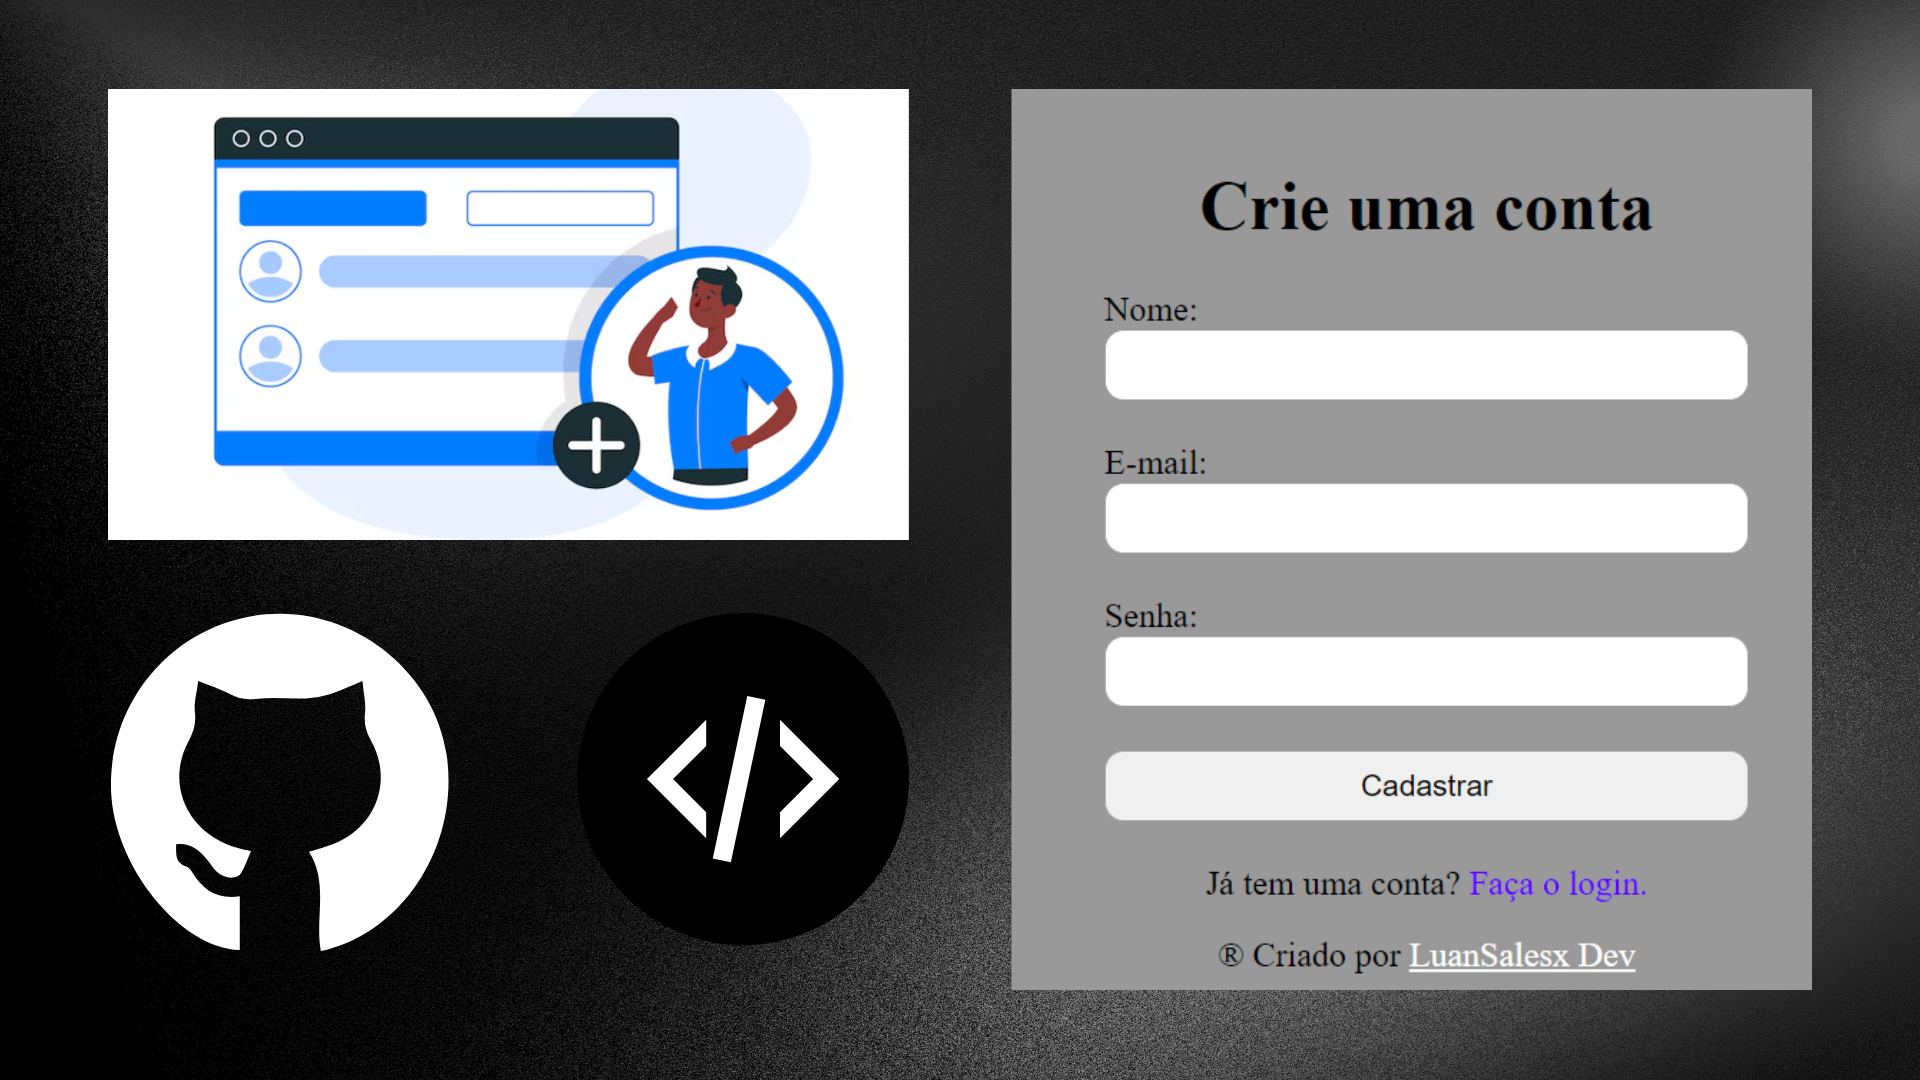 Crie uma conta
Nome:
E-mail:
Senha:
Cadastrar
Já tem uma conta? Faça o login.
® Criado por LuanSalesx Dev